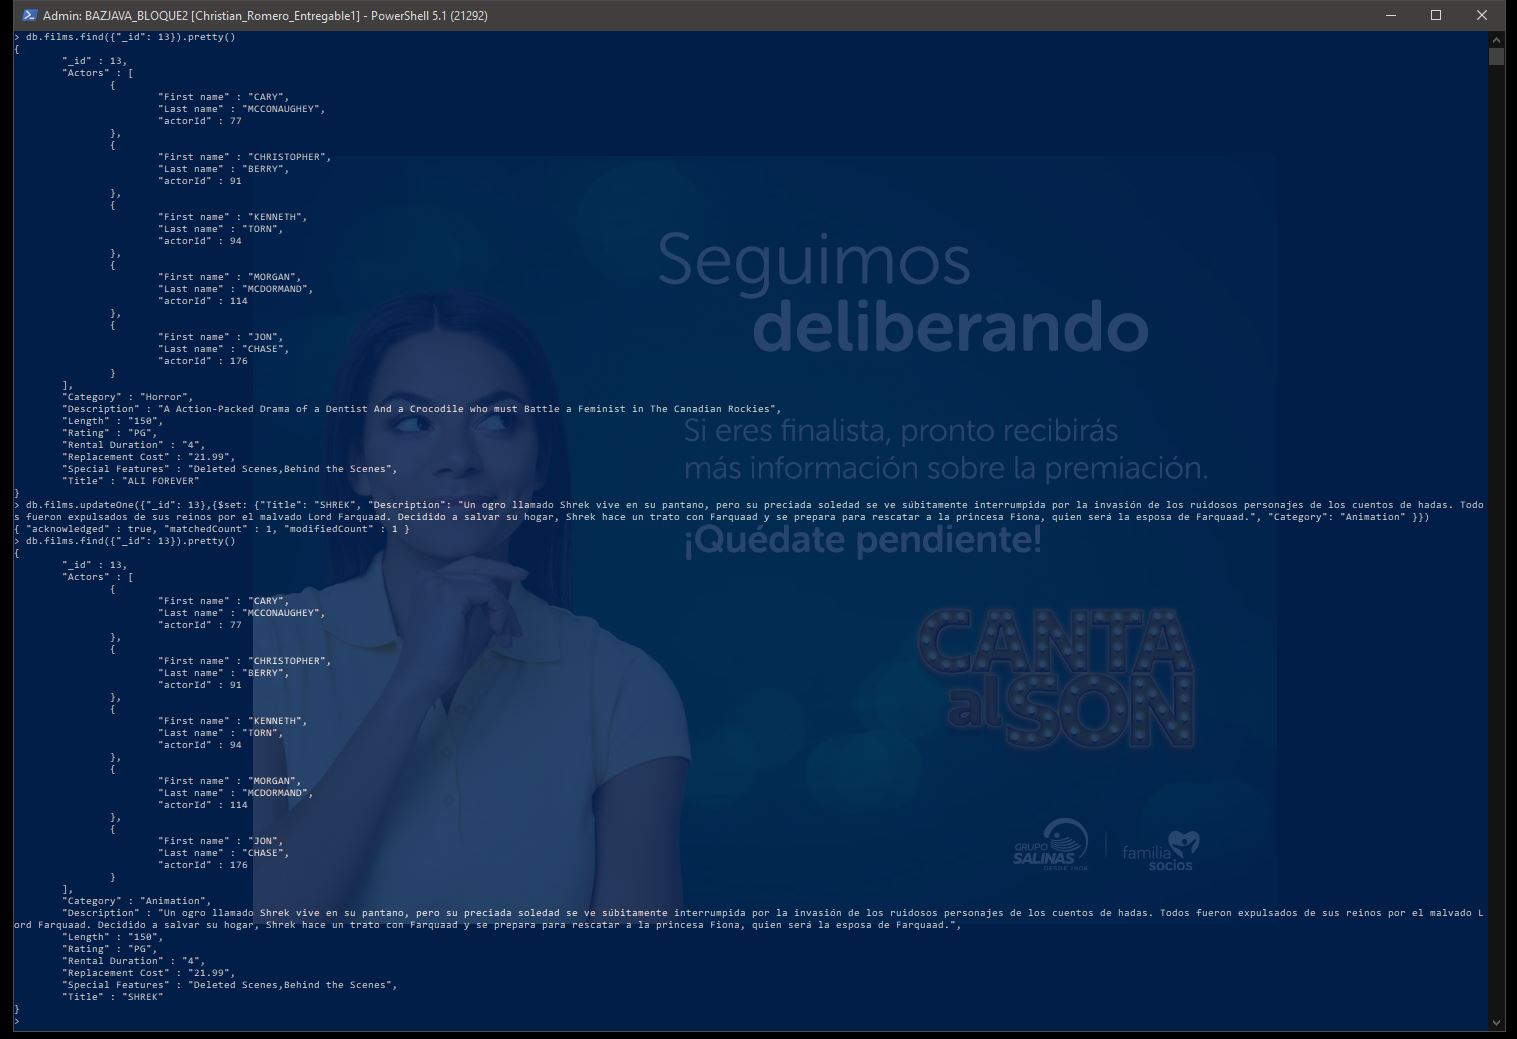 Admin: BAZJAVA_BLOQUE2 [Christian_Romero_Entregable1] - PowerShell 5.1 (21292)
> db.films.find({"_id": 13}).pretty()
{
"_id" : 13,
"Actors" : [
{
"First name" : "CARY",
"Last name" : "MCCONAUGHEY",
"actorId" : 77
},
{
"First name" : "CHRISTOPHER",
"Last name" : "BERRY",
"actorId" : 91
},
{
"First name" : "KENNETH",
"Last name" : "TORN",
"actorId" : 94
},
{
"First name" : "MORGAN",
"Last name" : "MCDORMAND",
"actorId" : 114
},
{
"First name" : "JON",
"Last name" : "CHASE",
"actorId" : 176
}
],
"Category" : "Horror",
"Description" : "A Action-Packed Drama of a Dentist And a Crocodile who must Battle a Feminist in The Canadian Rockies",
"Length" : "150",
"Rating" : "PG",
"Rental Duration" : "4",
"Replacement Cost" : "21.99",
"Special Features" : "Deleted Scenes,Behind the Scenes",
"Title" : "ALI FOREVER"
}
> db.films.updateOne({"_id": 13},{$set: {"Title": "SHREK", "Description": "Un ogro llamado Shrek vive en su pantano, pero su preciada soledad se ve súbitamente interrumpida por la invasión de los ruidosos personajes de los cuentos de hadas. Todo
s fueron expulsados de sus reinos por el malvado Lord Farquaad. Decidido a salvar su hogar, Shrek hace un trato con Farquaad y se prepara para rescatar a la princesa Fiona, quien será la esposa de Farquaad.", "Category": "Animation" }})
{ "acknowledged" : true, "matchedCount" : 1, "modifiedCount" : 1 }
> db.films.find({"_id": 13}).pretty()
{
"_id" : 13,
"Actors" : [
{
"First name" : "CARY",
"Last name" : "MCCONAUGHEY",
"actorId" : 77
},
{
"First name" : "CHRISTOPHER",
"Last name" : "BERRY",
"actorId" : 91
},
{
"First name" : "KENNETH",
"Last name" : "TORN",
"actorId" : 94
},
{
"First name" : "MORGAN",
"Last name" : "MCDORMAND",
"actorId" : 114
},
{
"First name" : "JON",
"Last name" : "CHASE",
"actorId" : 176
}
],
"Category" : "Animation",
"Description" : "Un ogro llamado Shrek vive en su pantano, pero su preciada soledad se ve súbitamente interrumpida por la invasión de los ruidosos personajes de los cuentos de hadas. Todos fueron expulsados de sus reinos por el malvado L
ord Farquaad. Decidido a salvar su hogar, Shrek hace un trato con Farquaad y se prepara para rescatar a la princesa Fiona, quien será la esposa de Farquaad.",
"Length" : "150",
"Rating" : "PG",
"Rental Duration" : "4",
"Replacement Cost" : "21.99",
"Special Features" : "Deleted Scenes,Behind the Scenes",
"Title" : "SHREK"
}
>
Seguimos
deliberando
Si eres finalista, pronto recibirás
más información sobre la premiación.
¡Quédate pendiente!
CANTA
al SON
GRUPO
SALINAS
DESDE 1906
familia
socios